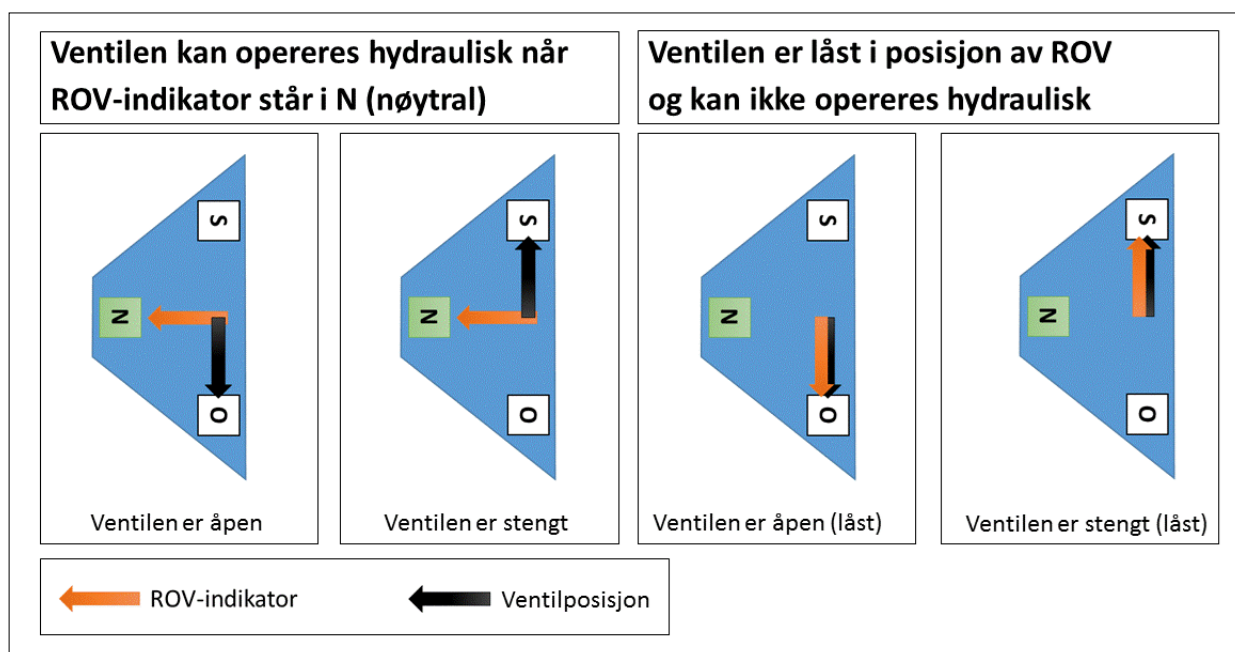 Ventilen kan opereres hydraulisk når
ROV-indikator står i N (nøytral)
Ventilen er låst i posisjon av ROV
og kan ikke opereres hydraulisk
S
N
O
Ventilen er åpen
S
N
O
Ventilen er stengt
S
N
O
Ventilen er åpen (låst)
S
N
O
Ventilen er stengt (låst)
ROV-indikator
Ventilposisjon